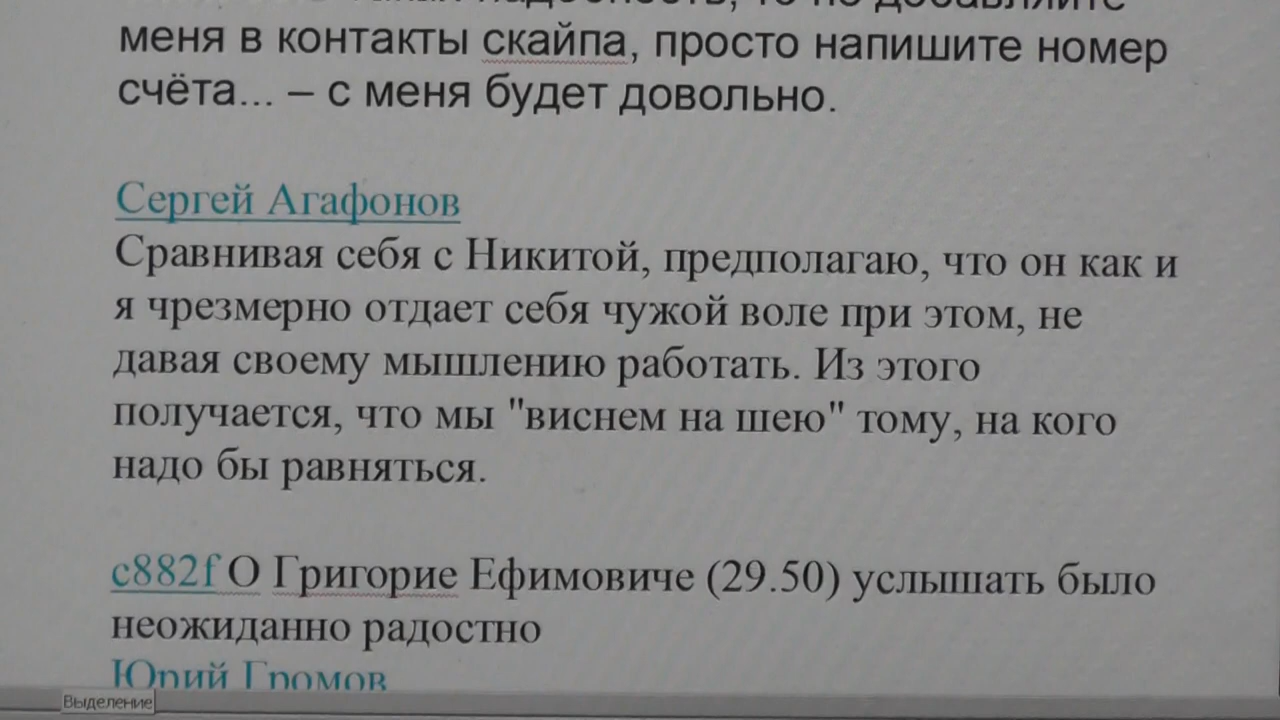 меня в контакты скайпа, просто напишите номер
счёта... – с меня будет довольно.
Сергей Агафонов
Сравнивая себя с Никитой, предполагаю, что он как и
я чрезмерно отдает себя чужой воле при этом, не
давая своему мышлению работать. Из этого
получается, что мы "виснем на шею" тому, на кого
надо бы равняться.
c882f О Григорие Ефимовиче (29.50) услышать было
неожиданно радостно
Юрий Громов
Выделение